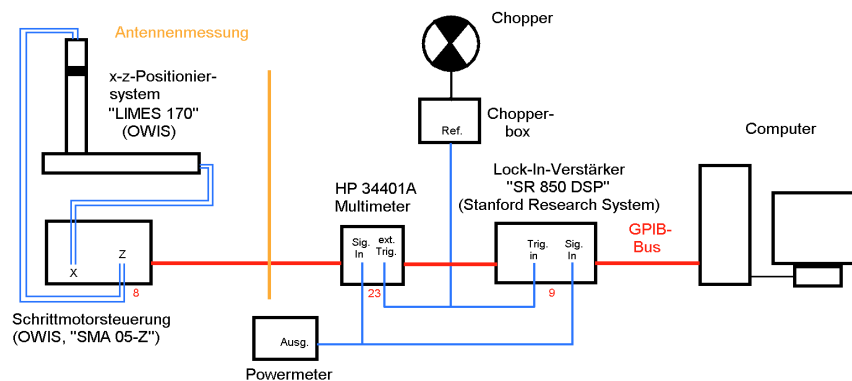 Antennenmessung
Chopper
x-z-Positionier-
system
"LIMES 170"
(OWIS)
Ref.
Chopper-
box
Computer
HP 34401A
Multimeter
Lock-In-Verstärker
"SR 850 DSP"
(Stanford Research System)
GPIB-
Bus
X
Z
8
Sig.
In
ext.
Trig.
23
Trig.
in
Sig.
In
9
Schrittmotorsteuerung
(OWIS, "SMA 05-Z")
Ausg.
Powermeter